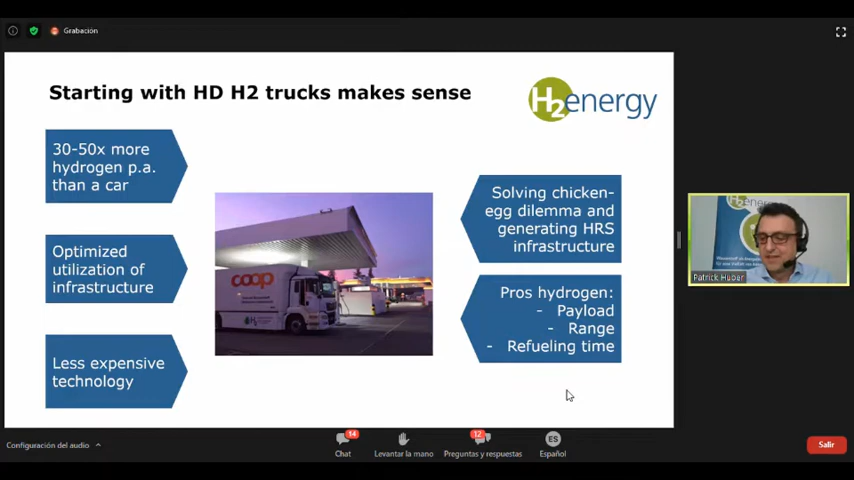 Grabación
Starting with HD H2 trucks makes sense
H2energy
30-50x more
hydrogen p.a.
than a car
Optimized
utilization of
infrastructure
Less expensive
technology
coop
Solving chicken-
egg dilemma and
generating HRS
infrastructure
Pros hydrogen:
- Payload
- Range
- Refueling time
Patrick Huber
Configuración del audio
14
Chat
Levantar la mano
12
Preguntas y respuestas
ES
Español
Salir